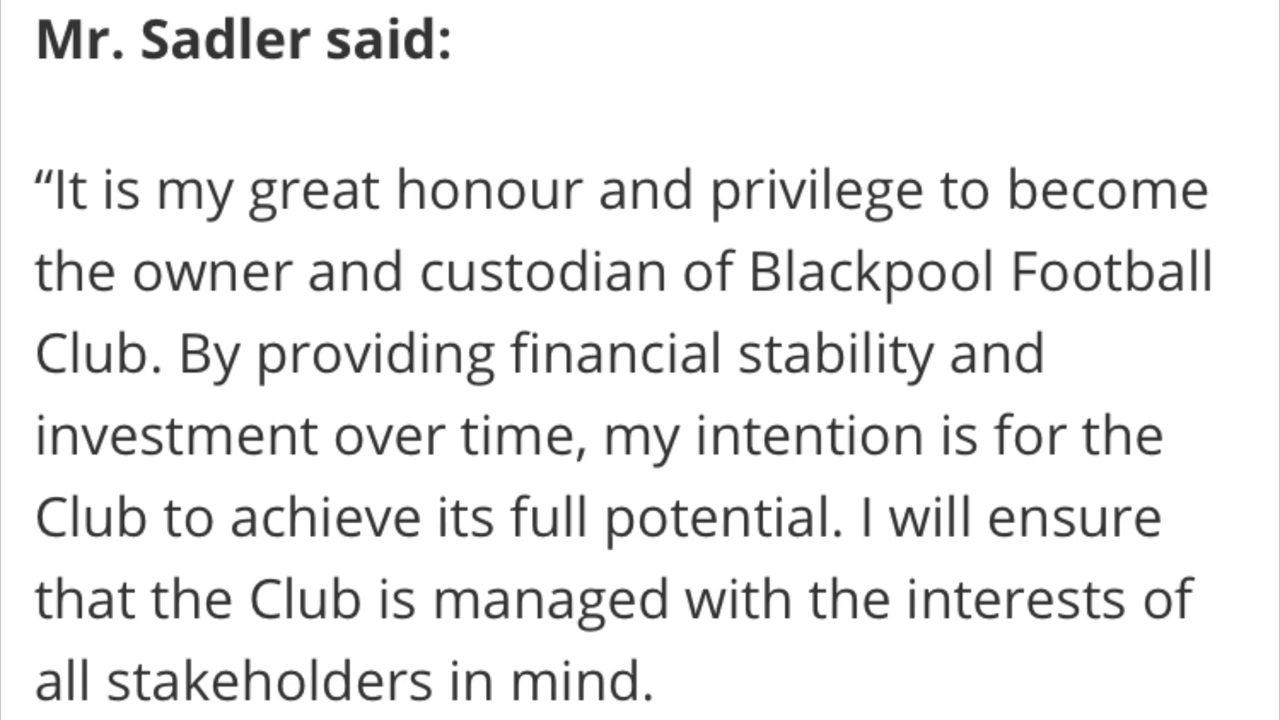 Mr. Sadler said:
“It is my great honour and privilege to become
the owner and custodian of Blackpool Football
Club. By providing financial stability and
investment over time, my intention is for the
Club to achieve its full potential. I will ensure
that the Club is managed with the interests of
all stakeholders in mind.